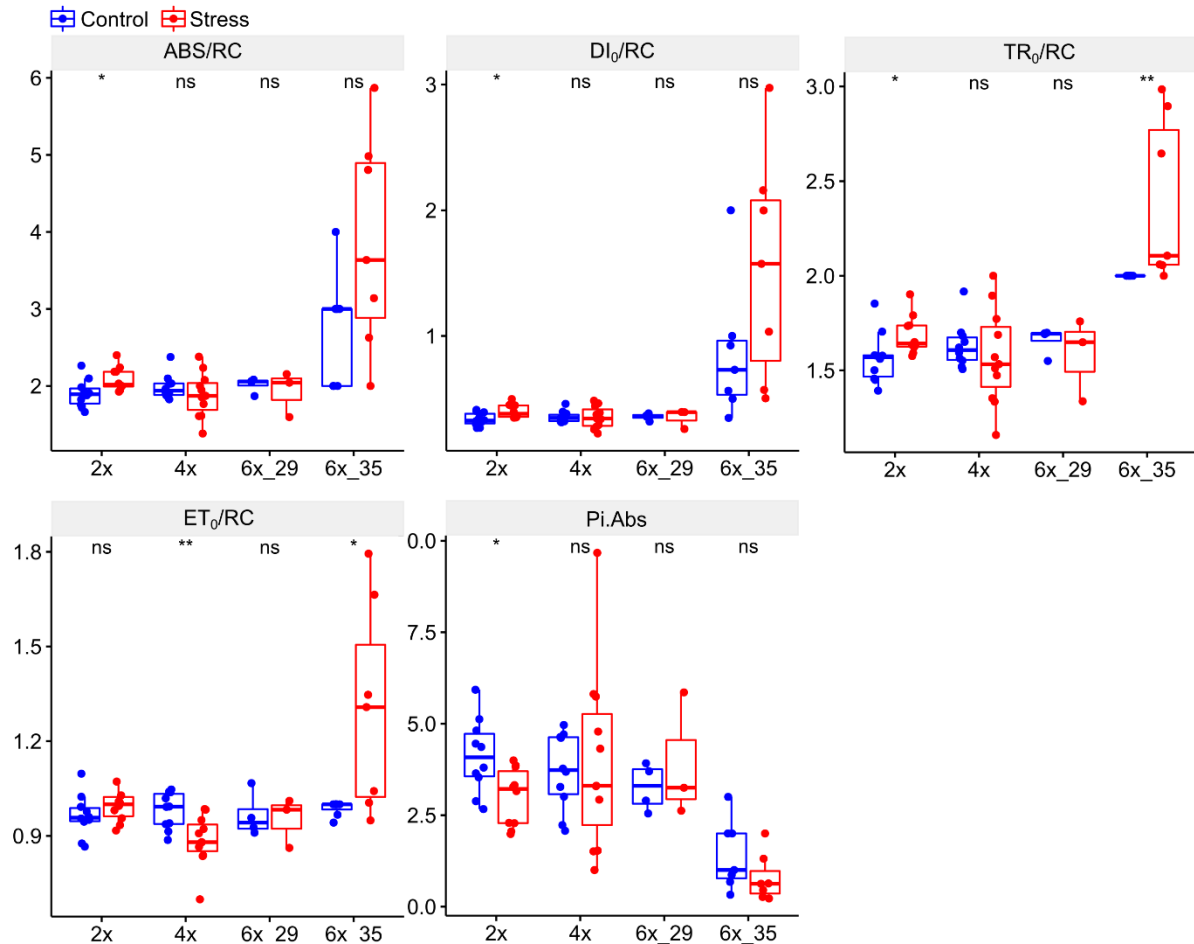 Control Stress
ABS/RC
DI₀/RC
TR₀/RC
* ns ns ns
* ns ns ns
* ns ns **
6
5
4
3
2
3
2
1
3.0
2.5
2.0
1.5
2x 4x 6x_29 6x_35
2x 4x 6x_29 6x_35
2x 4x 6x_29 6x_35
ET₀/RC
Pi.Abs
ns ** ns *
* ns ns ns
1.8
1.5
1.2
0.9
0.0
7.5
5.0
2.5
0.0
2x 4x 6x_29 6x_35
2x 4x 6x_29 6x_35